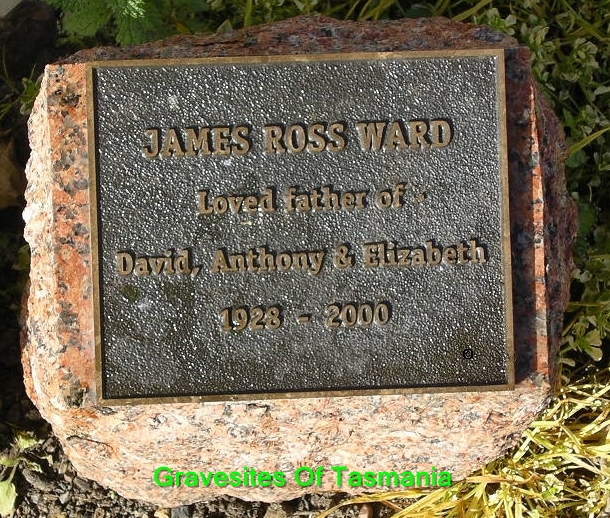 JAMES ROSS WARD
Loved father of :-
David, Anthony & Elizabeth
1928 - 2000
Gravesites Of Tasmania